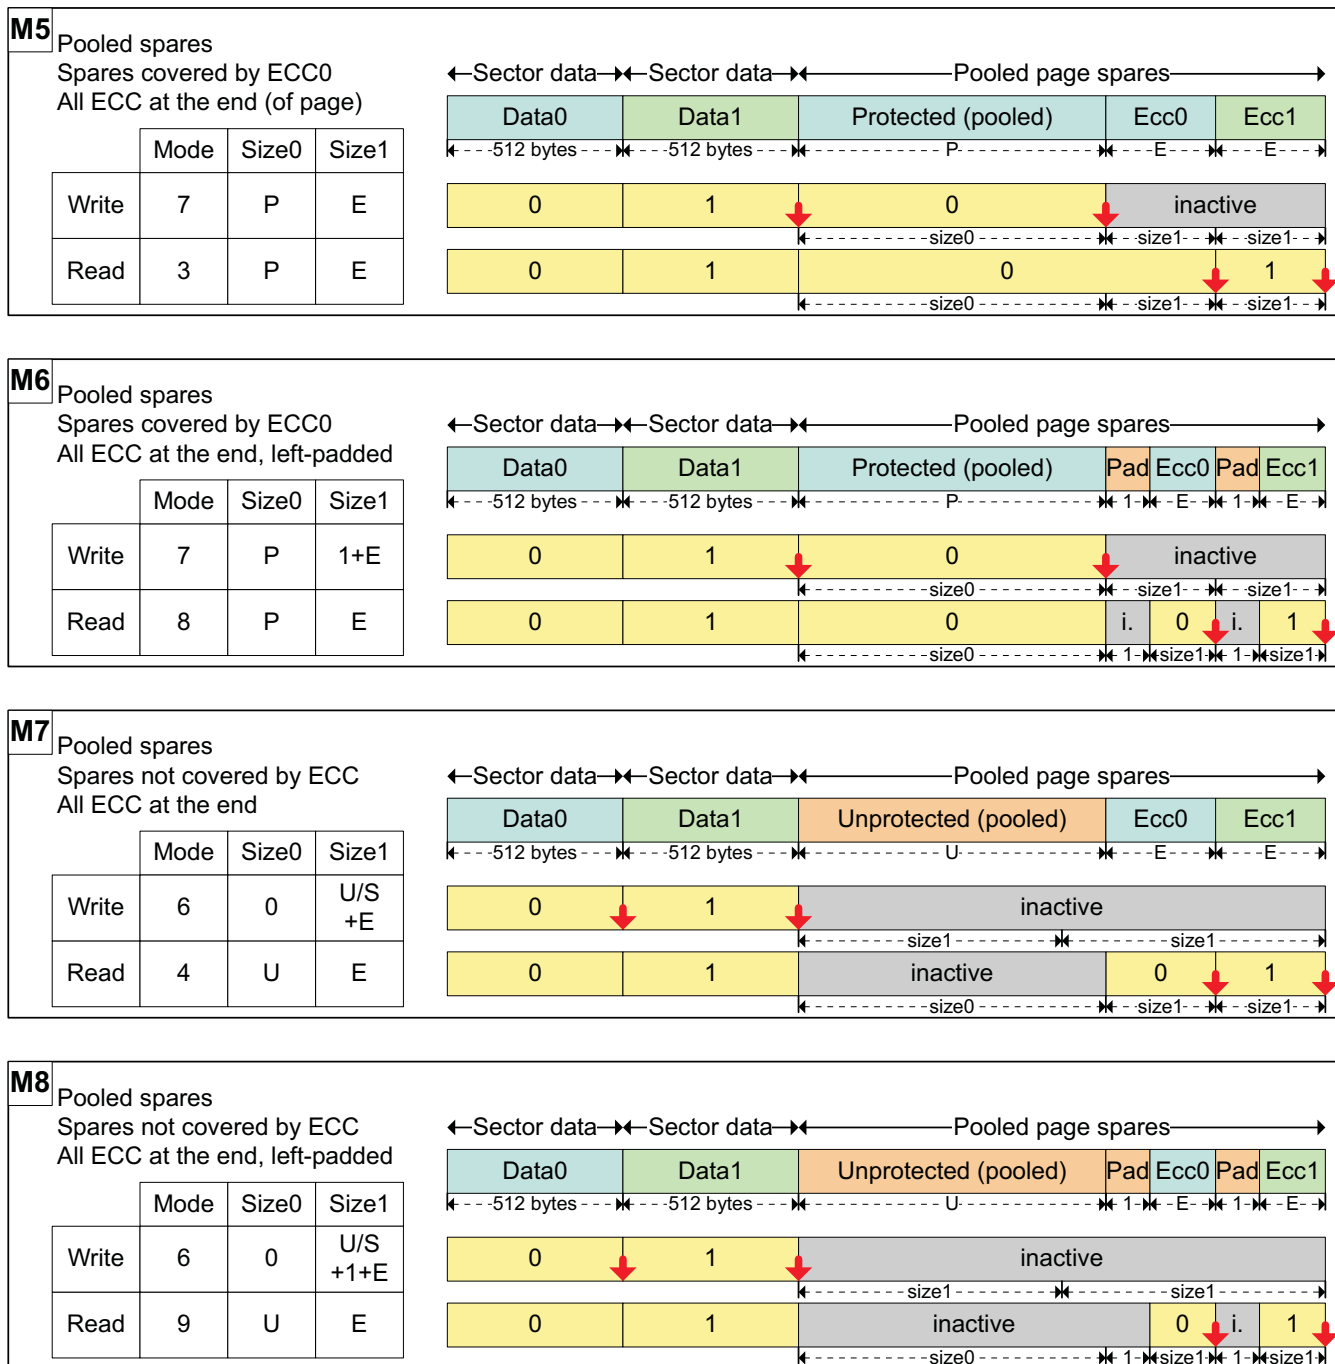 M5
Pooled spares
Spares covered by ECC0
All ECC at the end (of page)
Mode Size0 Size1
Write 7 P E
Read 3 P E
Sector data Sector data Pooled page spares
Data0 Data1 Protected (pooled) Ecc0 Ecc1
512 bytes 512 bytes P E E
0 1 0 inactive
size0 size1 size1
0 1 0 1
size0 size1 size1
M6
Pooled spares
Spares covered by ECC0
All ECC at the end, left-padded
Mode Size0 Size1
Write 7 P 1+E
Read 8 P E
Sector data Sector data Pooled page spares
Data0 Data1 Protected (pooled) Pad Ecc0 Pad Ecc1
512 bytes 512 bytes P 1 E 1 E
0 1 0 inactive
size0 size1 size1
0 1 0 i. 0 i. 1
size0 1 size1 1 size1
M7
Pooled spares
Spares not covered by ECC
All ECC at the end
Mode Size0 Size1
Write 6 0 U/S
+E
Read 4 U E
Sector data Sector data Pooled page spares
Data0 Data1 Unprotected (pooled) Ecc0 Ecc1
512 bytes 512 bytes U E E
0 1 inactive
size1 size1
0 1 inactive 0 1
size0 size1 size1
M8
Pooled spares
Spares not covered by ECC
All ECC at the end, left-padded
Mode Size0 Size1
Write 6 0 U/S
+1+E
Read 9 U E
Sector data Sector data Pooled page spares
Data0 Data1 Unprotected (pooled) Pad Ecc0 Pad Ecc1
512 bytes 512 bytes U 1 E 1 E
0 1 inactive
size1 size1
0 1 inactive 0 i. 1
size0 1 size1 1 size1